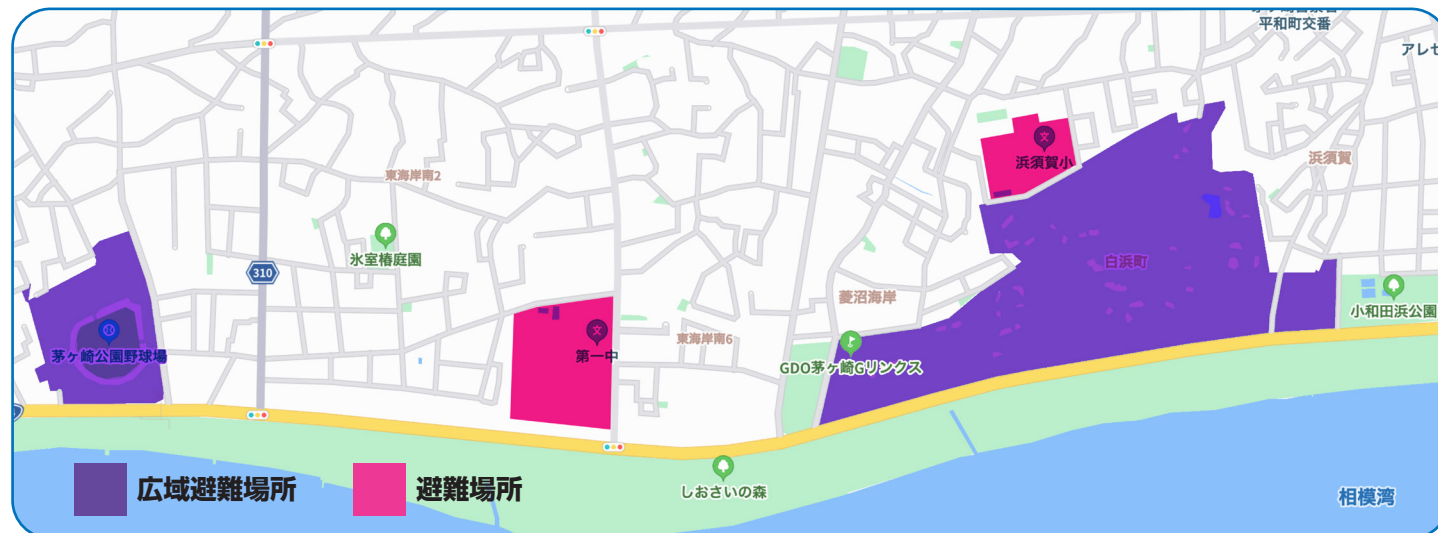 平和町交番
アレセ
文
浜須賀小
浜須賀
東海岸南2
氷室椿庭園
310
白浜町
菱沼海岸
小和田浜公園
文
第一中
東海岸南6
茅ヶ崎公園野球場
GDO茅ヶ崎Gリンクス
しおさいの森
広域避難場所
避難場所
相模湾